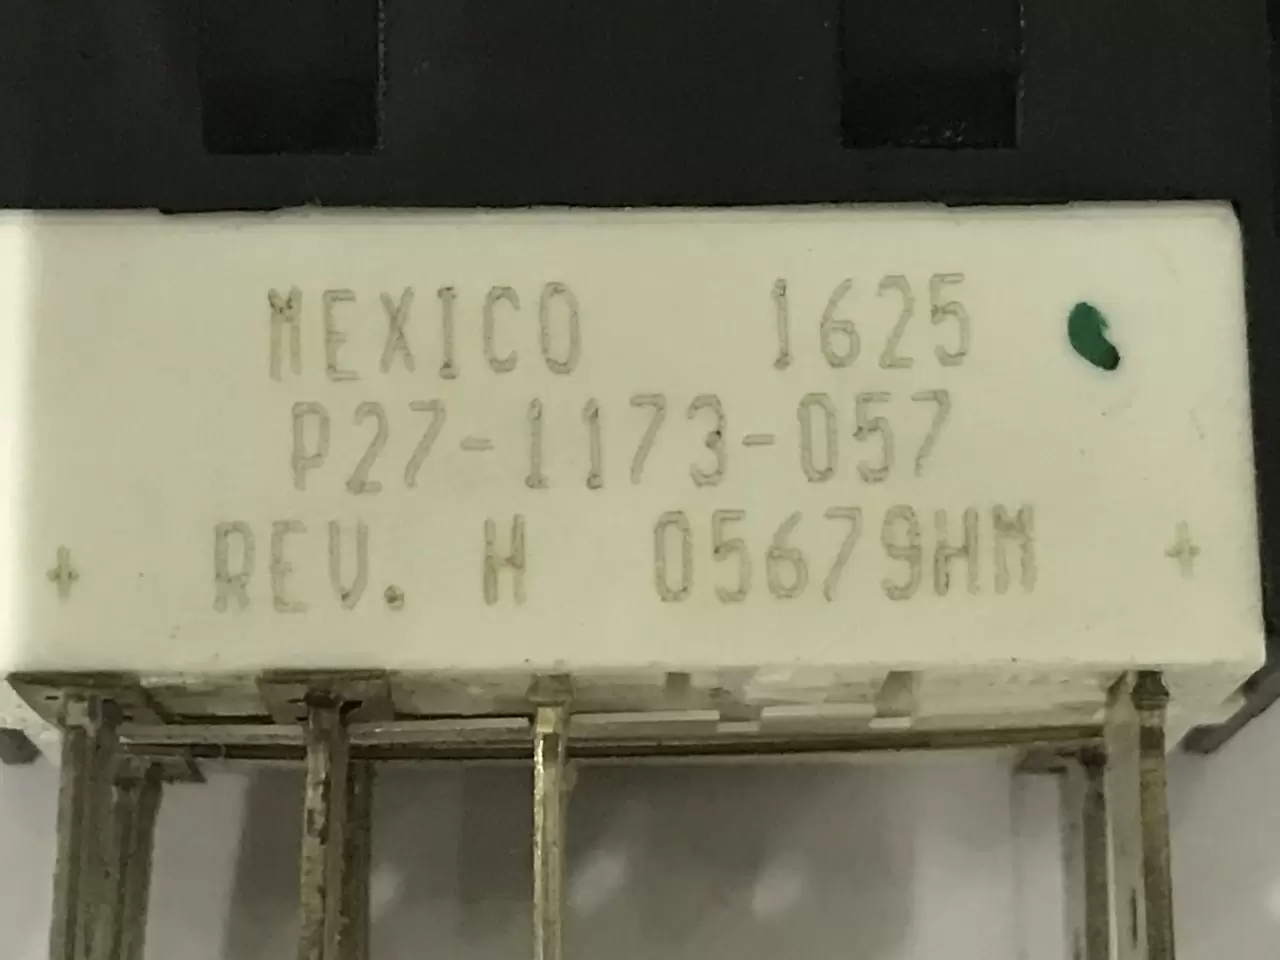 MEXICO 1625
P27-1173-057
+ REV. H 05679HM +